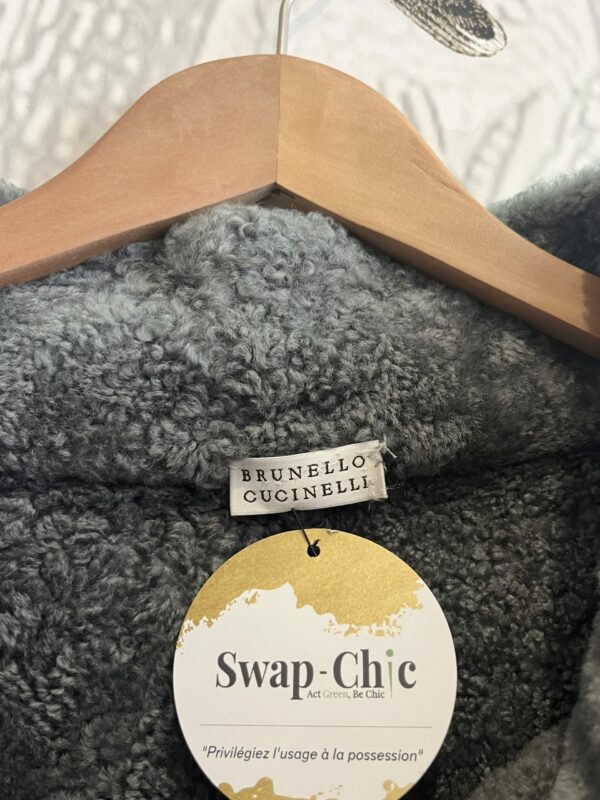 BRUNELLO
CUCINELLI
Swap-Chic
Act Green, Be Chic
"Privilégiez l'usage à la possession"